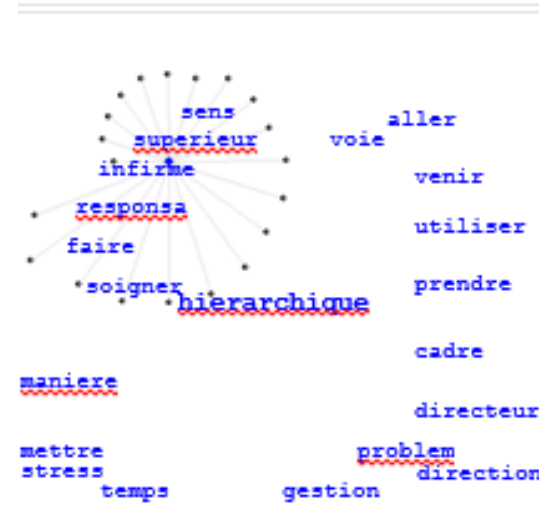 sens
aller
superieur
voie
infirme
venir
responsa
utiliser
faire
soigner
prendre
hierarchique
cadre
maniere
directeur
mettre
problem
stress
direction
temps
gestion